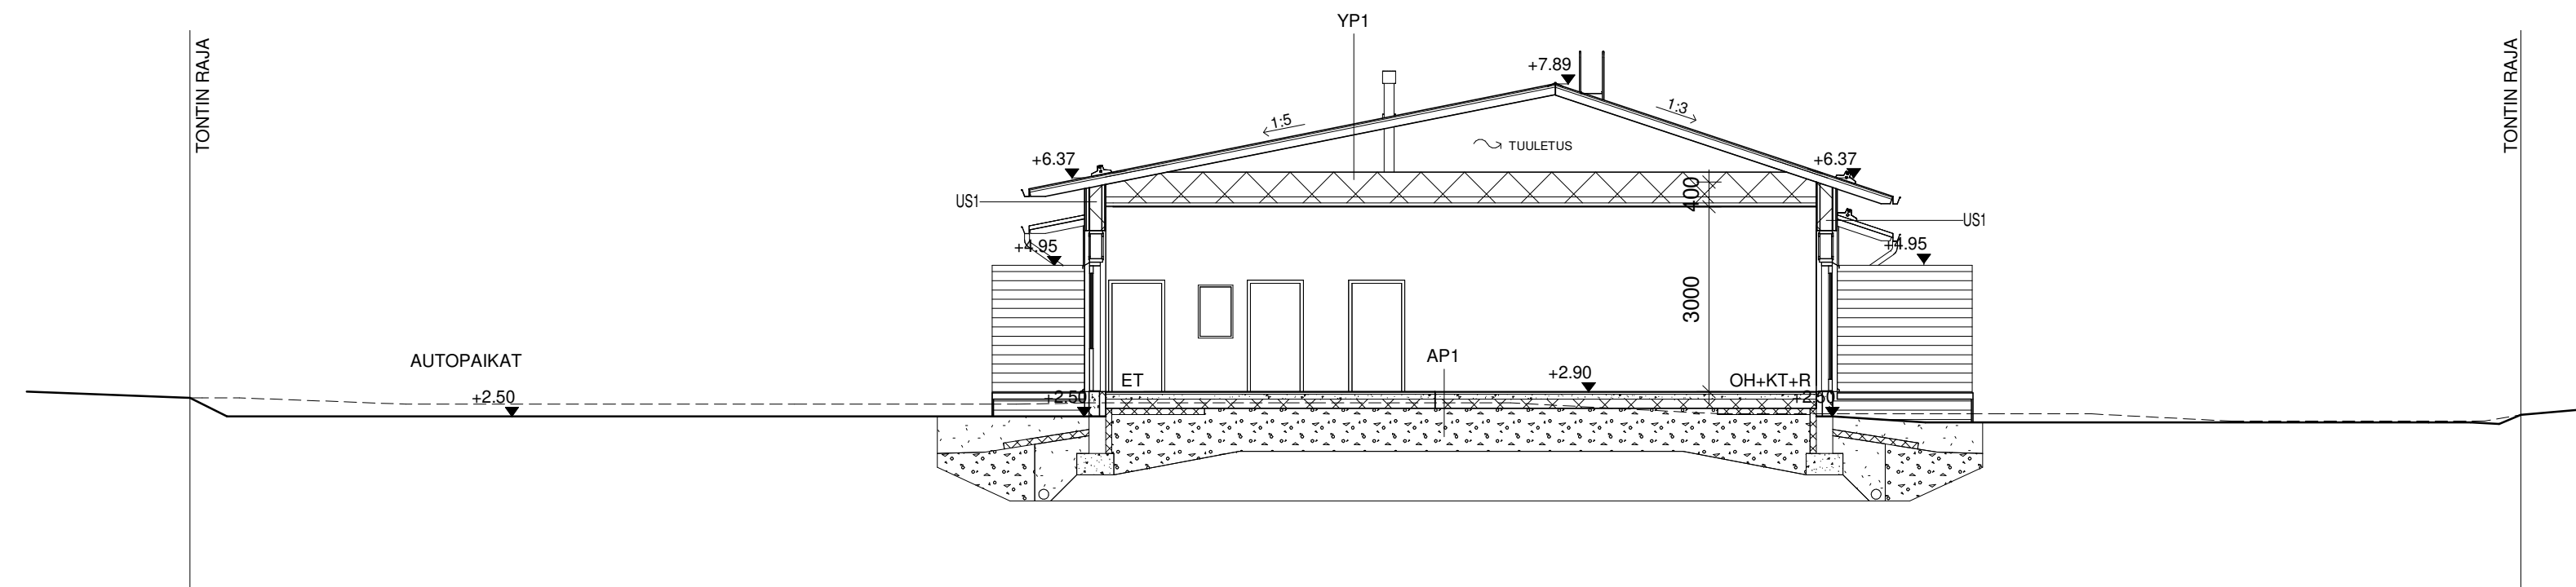 YP1
TONTIN RAJA
TONTIN RAJA
+7.89
1:5
1:3
TUULETUS
+6.37
+6.37
400
US1
US1
+4.95
+4.95
3000
AUTOPAIKAT
AP1
ET
+2.90
OH+KT+R
+2.50
+2.50
+2.50